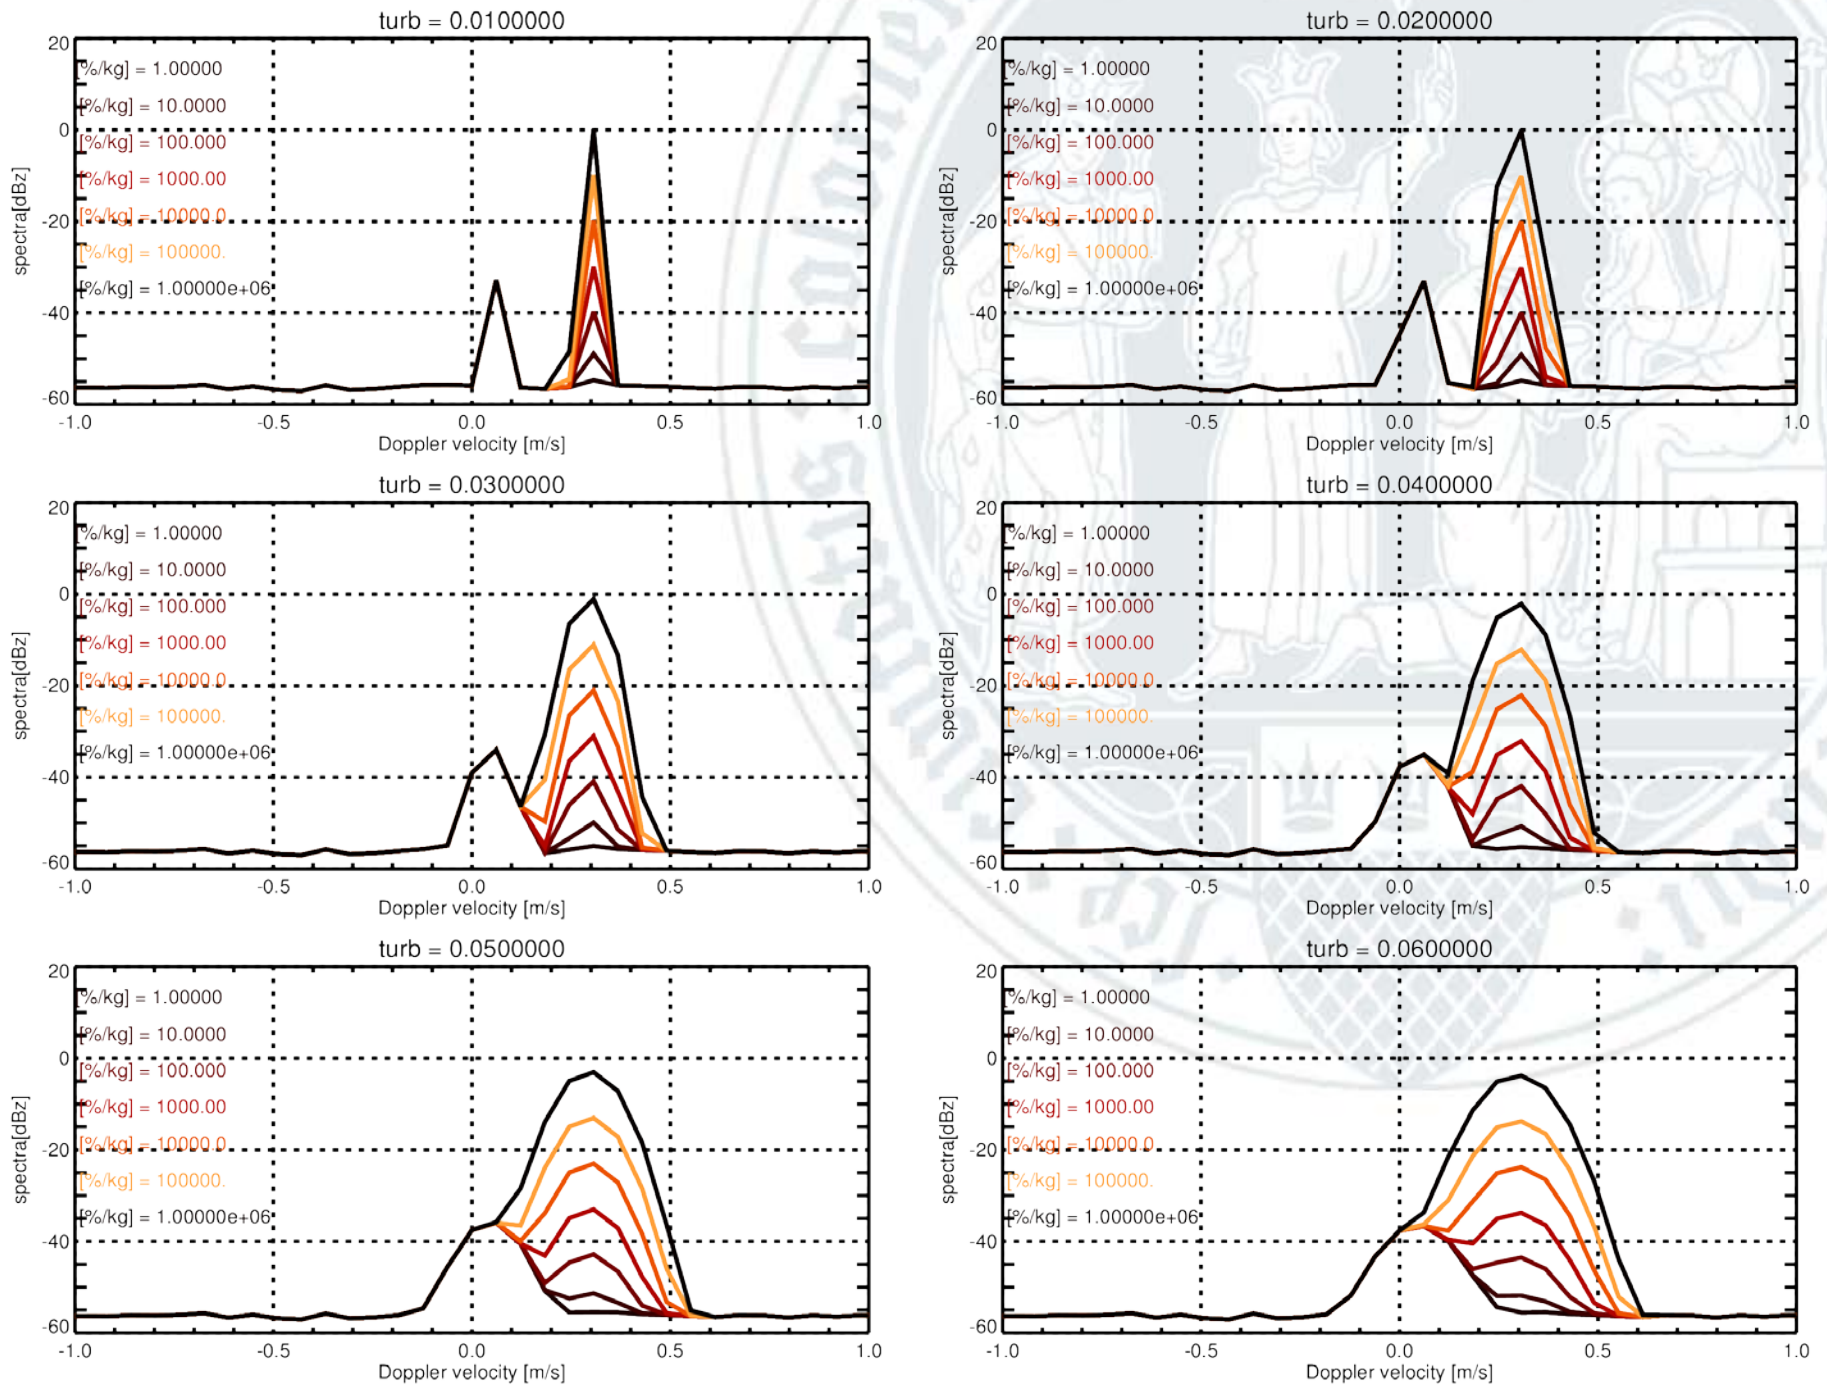 turb = 0.0100000
20
[%/kg] = 1.00000
[%/kg] = 10.0000
0
[%/kg] = 100.000
[%/kg] = 1000.00
-20
[%/kg] = 10000.0
[%/kg] = 100000.
[%/kg] = 1.00000e+06
-40
-60
spectra[dBz]
-1.0 -0.5 0.0 0.5 1.0
Doppler velocity [m/s]
turb = 0.0200000
20
[%/kg] = 1.00000
[%/kg] = 10.0000
0
[%/kg] = 100.000
[%/kg] = 1000.00
-20
[%/kg] = 10000.0
[%/kg] = 100000.
[%/kg] = 1.00000e+06
-40
-60
spectra[dBz]
-1.0 -0.5 0.0 0.5 1.0
Doppler velocity [m/s]
turb = 0.0300000
20
[%/kg] = 1.00000
[%/kg] = 10.0000
0
[%/kg] = 100.000
[%/kg] = 1000.00
-20
[%/kg] = 10000.0
[%/kg] = 100000.
[%/kg] = 1.00000e+06
-40
-60
spectra[dBz]
-1.0 -0.5 0.0 0.5 1.0
Doppler velocity [m/s]
turb = 0.0400000
20
[%/kg] = 1.00000
[%/kg] = 10.0000
0
[%/kg] = 100.000
[%/kg] = 1000.00
-20
[%/kg] = 10000.0
[%/kg] = 100000.
[%/kg] = 1.00000e+06
-40
-60
spectra[dBz]
-1.0 -0.5 0.0 0.5 1.0
Doppler velocity [m/s]
turb = 0.0500000
20
[%/kg] = 1.00000
[%/kg] = 10.0000
0
[%/kg] = 100.000
[%/kg] = 1000.00
-20
[%/kg] = 10000.0
[%/kg] = 100000.
[%/kg] = 1.00000e+06
-40
-60
spectra[dBz]
-1.0 -0.5 0.0 0.5 1.0
Doppler velocity [m/s]
turb = 0.0600000
20
[%/kg] = 1.00000
[%/kg] = 10.0000
0
[%/kg] = 100.000
[%/kg] = 1000.00
-20
[%/kg] = 10000.0
[%/kg] = 100000.
[%/kg] = 1.00000e+06
-40
-60
spectra[dBz]
-1.0 -0.5 0.0 0.5 1.0
Doppler velocity [m/s]